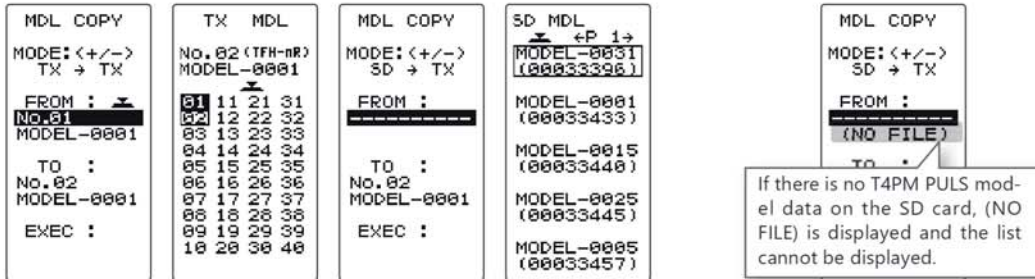 MDL COPY
MODE:(+/-)
TX → TX
FROM :
No.01
MODEL-0001
TO :
No.02
MODEL-0001
EXEC :
TX MDL
No.02(TFH-nR)
MODEL-0001
01 11 21 31
02 12 22 32
03 13 23 33
04 14 24 34
05 15 25 35
06 16 26 36
07 17 27 37
08 18 28 38
09 19 29 39
10 20 30 40
MDL COPY
MODE:(+/-)
SD → TX
FROM :
----------
TO :
No.02
MODEL-0001
EXEC :
SD MDL
←P 1→
MODEL-0031
(00033396)
MODEL-0001
(00033433)
MODEL-0015
(00033440)
MODEL-0025
(00033445)
MODEL-0005
(00033457)
MDL COPY
MODE:(+/-)
SD → TX
FROM :
----------
(NO FILE)
TO :
If there is no T4PM PULS mod-
el data on the SD card, (NO
FILE) is displayed and the list
cannot be displayed.